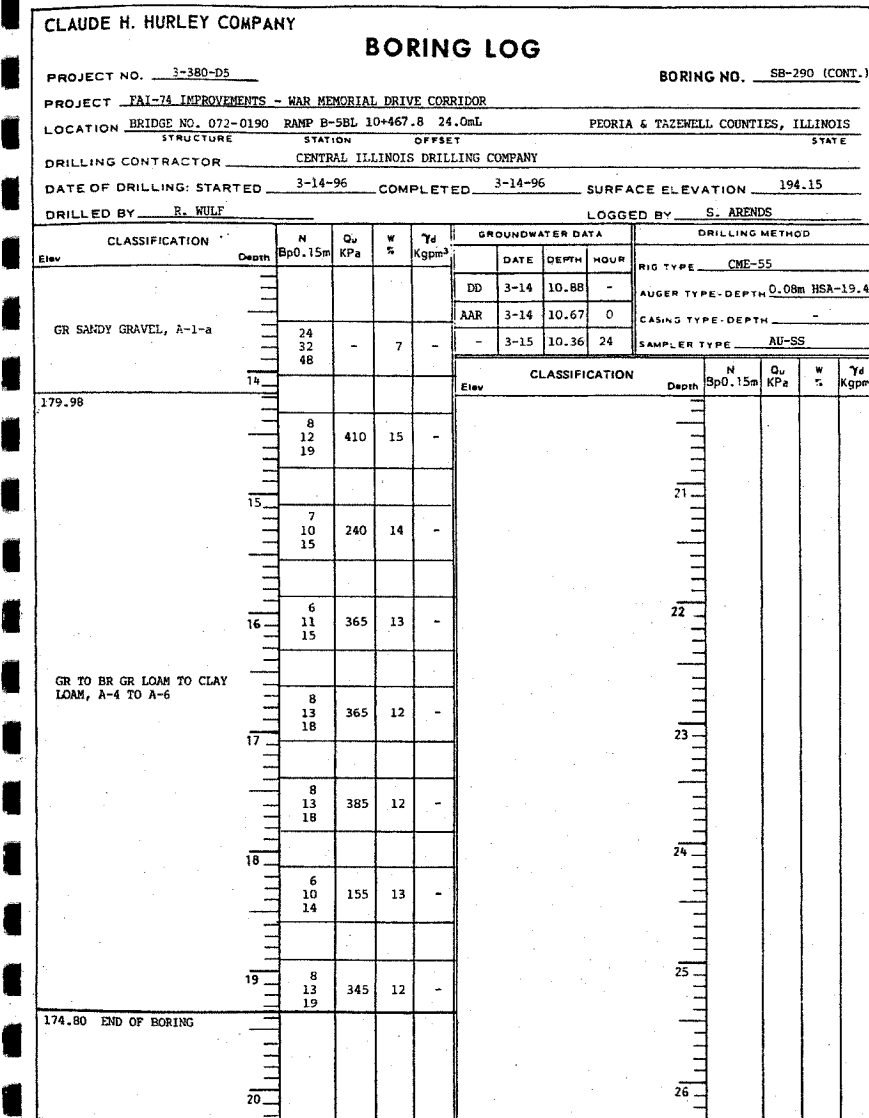 CLAUDE H. HURLEY COMPANY
BORING LOG
PROJECT NO. 3-380-D5 BORING NO. SB-290 (CONT.)
PROJECT FAI-74 IMPROVEMENTS - WAR MEMORIAL DRIVE CORRIDOR
LOCATION BRIDGE NO. 072-0190 RAMP B-5BL 10+467.8 24.0mL PEORIA & TAZEWELL COUNTIES, ILLINOIS
STRUCTURE STATION OFFSET STATE
DRILLING CONTRACTOR CENTRAL ILLINOIS DRILLING COMPANY
DATE OF DRILLING: STARTED 3-14-96 COMPLETED 3-14-96 SURFACE ELEVATION 194.15
DRILLED BY R. WULF LOGGED BY S. ARENDS
CLASSIFICATION N Qu W γd
Elev Depth Bp0.15m KPa % Kgpm³
GR SANDY GRAVEL, A-1-a
24
32 - 7 -
48
14
179.98
8
12 410 15 -
19
15
7
10 240 14 -
15
6
16 11 365 13 -
15
GR TO BR GR LOAM TO CLAY
LOAM, A-4 TO A-6
8
13 365 12 -
18
17
8
13 385 12 -
18
18
6
10 155 13 -
14
19 8
13 345 12 -
19
174.80 END OF BORING
20
GROUNDWATER DATA DRILLING METHOD
DATE DEPTH HOUR
DD 3-14 10.88 -
AAR 3-14 10.67 0
- 3-15 10.36 24
RIG TYPE CME-55
AUGER TYPE-DEPTH 0.08m HSA-19.4
CASING TYPE-DEPTH -
SAMPLER TYPE AU-SS
CLASSIFICATION N Qu W γd
Elev Depth Bp0.15m KPa % Kgpm
21
22
23
24
25
26